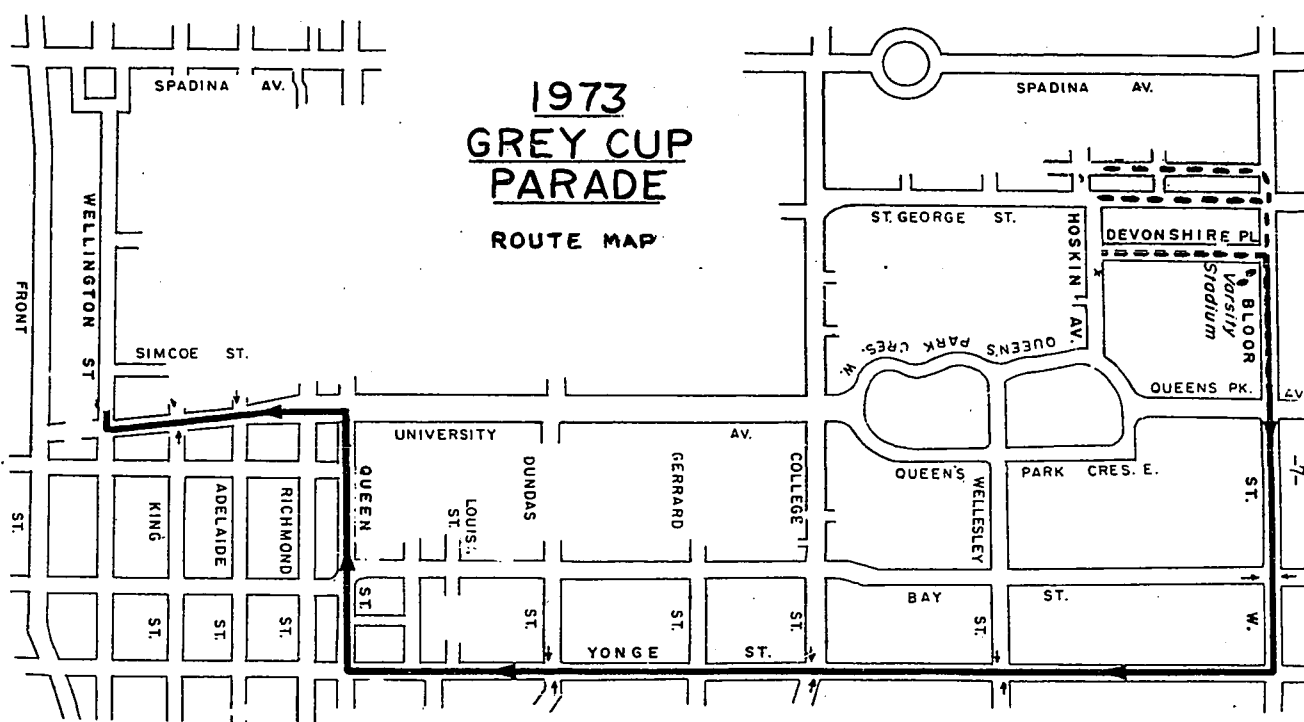 1973
GREY CUP
PARADE
ROUTE MAP
SPADINA AV.
SPADINA AV.
WELLINGTON ST
FRONT
ST.
SIMCOE ST.
ST. GEORGE ST.
HOSKIN AV.
DEVONSHIRE PL.
Varsity
Stadium
BLOOR
ST.
W.
QUEEN'S PARK CRES. W.
QUEENS PK.
AV
-7-
UNIVERSITY AV.
QUEEN'S PARK CRES. E.
KING
ST.
ADELAIDE
ST.
RICHMOND
ST.
QUEEN
ST.
LOUISA
ST.
DUNDAS
ST.
GERRARD
ST.
COLLEGE
ST.
WELLESLEY
ST.
BAY ST.
YONGE ST.